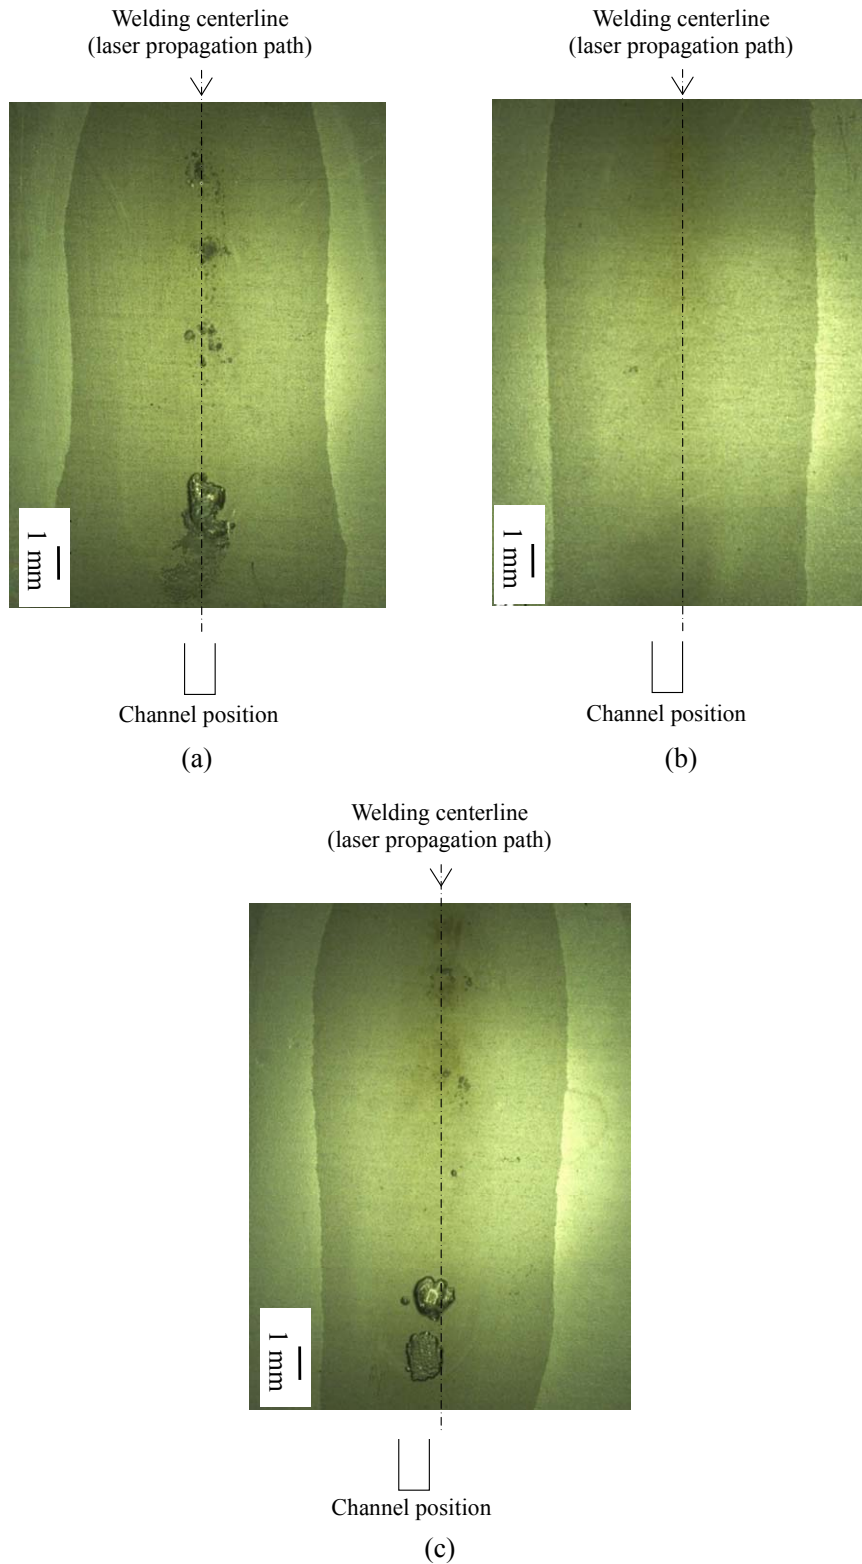 Welding centerline
(laser propagation path)
1 mm
Channel position
(a)
Welding centerline
(laser propagation path)
1 mm
Channel position
(b)
Welding centerline
(laser propagation path)
1 mm
Channel position
(c)